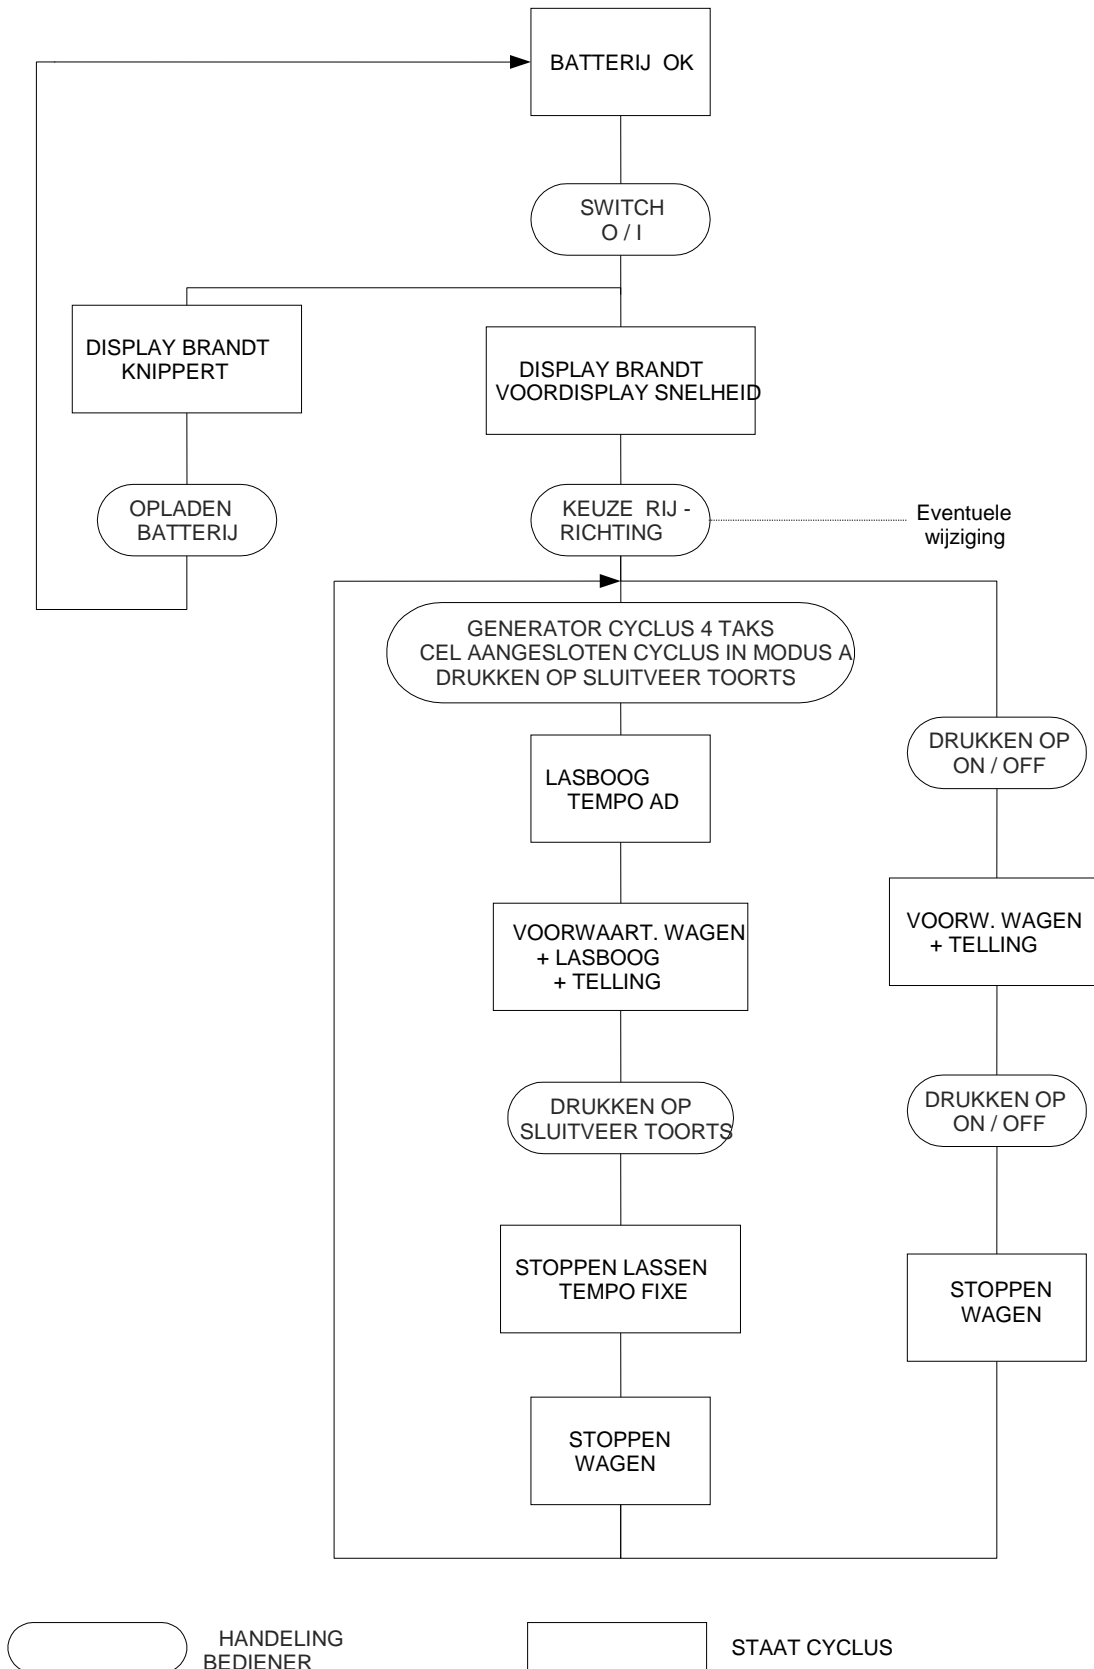 BATTERIJ OK
SWITCH
O / I
DISPLAY BRANDT
KNIPPERT
DISPLAY BRANDT
VOORDISPLAY SNELHEID
OPLADEN
BATTERIJ
KEUZE RIJ -
RICHTING
Eventuele
wijziging
GENERATOR CYCLUS 4 TAKS
CEL AANGESLOTEN CYCLUS IN MODUS A
DRUKKEN OP SLUITVEER TOORTS
LASBOOG
TEMPO AD
DRUKKEN OP
ON / OFF
VOORWAART. WAGEN
+ LASBOOG
+ TELLING
VOORW. WAGEN
+ TELLING
DRUKKEN OP
SLUITVEER TOORTS
DRUKKEN OP
ON / OFF
STOPPEN LASSEN
TEMPO FIXE
STOPPEN
WAGEN
STOPPEN
WAGEN
HANDELING
BEDIENER
STAAT CYCLUS